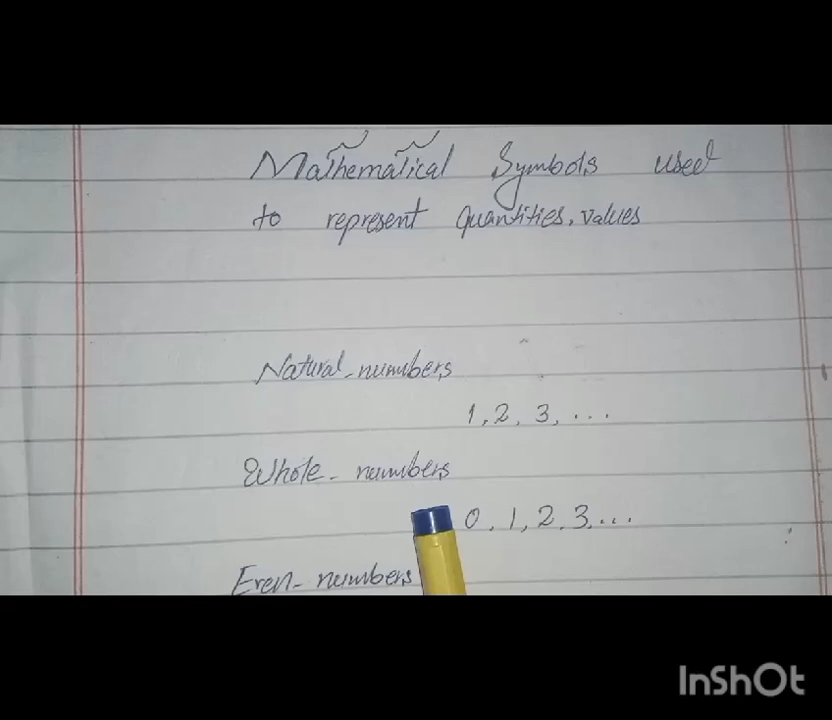 Mathematical Symbols used
to represent quantities, values
Natural-numbers
1, 2, 3, ...
Whole-numbers
0, 1, 2, 3, ...
Even-numbers
InShOt